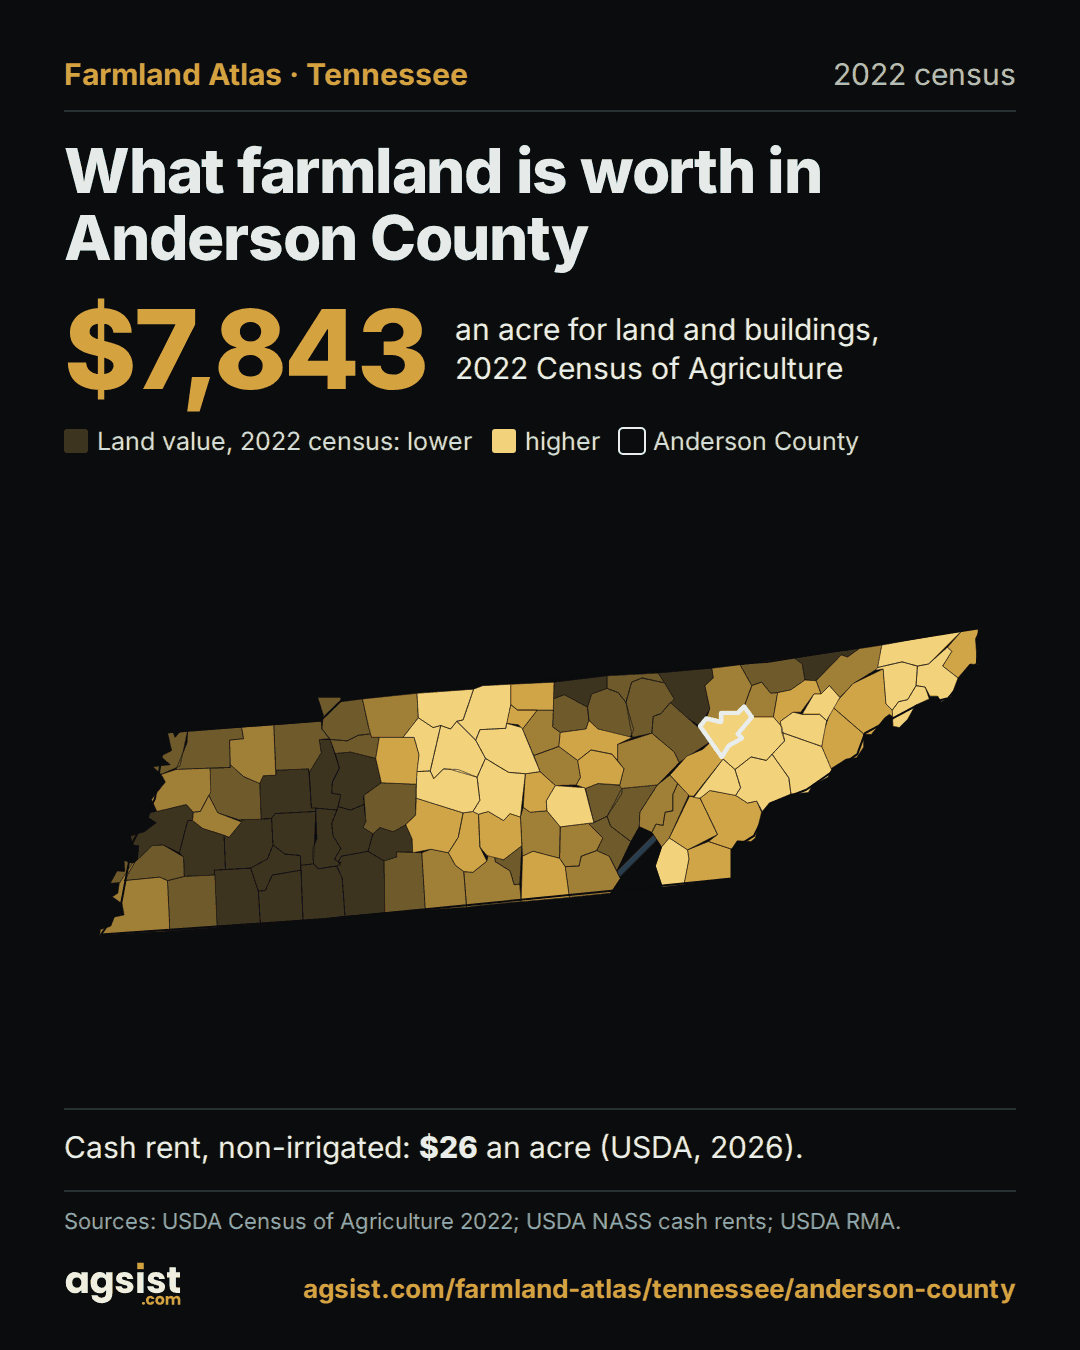 Farmland Atlas · Tennessee
2022 census
What farmland is worth in
Anderson County
$7,843
an acre for land and buildings,
2022 Census of Agriculture
Land value, 2022 census: lower higher Anderson County
Cash rent, non-irrigated: $26 an acre (USDA, 2026).
Sources: USDA Census of Agriculture 2022; USDA NASS cash rents; USDA RMA.
agsist
.com
agsist.com/farmland-atlas/tennessee/anderson-county